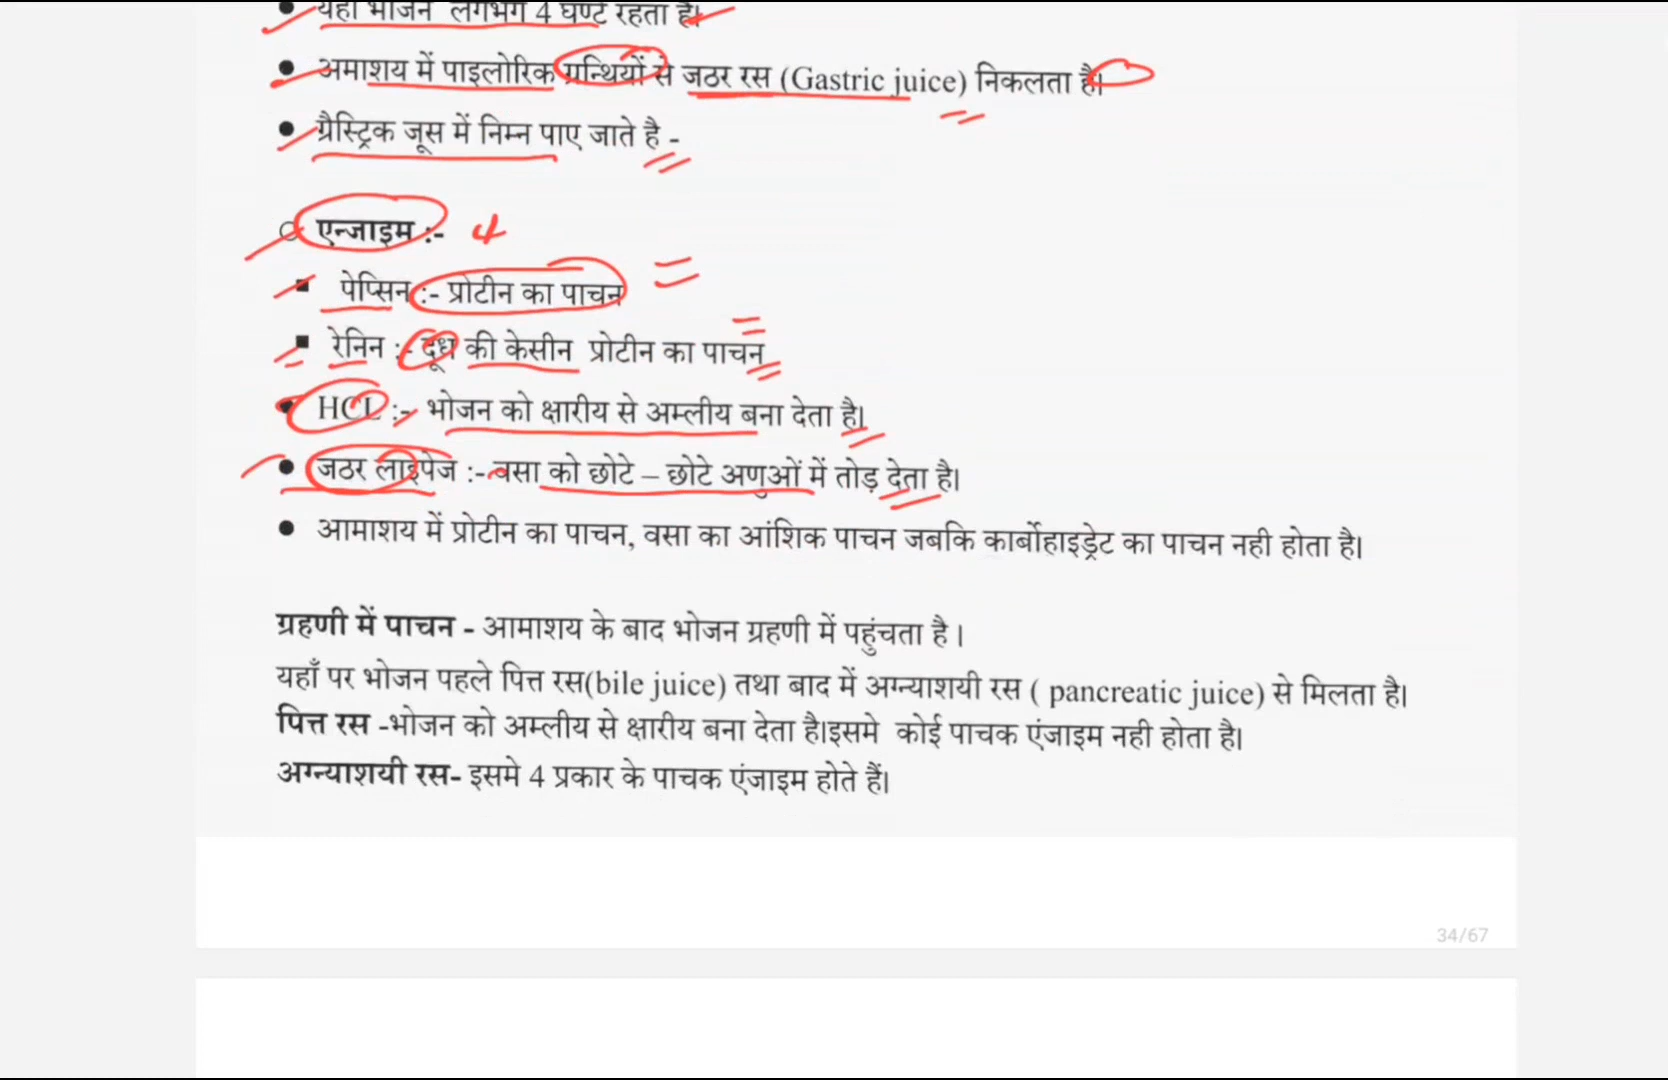 ● यहाँ भोजन लगभग 4 घण्टे रहता है।
● अमाशय में पाइलोरिक ग्रन्थियों से जठर रस (Gastric juice) निकलता है।
● ग्रैस्ट्रिक जूस में निम्न पाए जाते है -
○ एन्जाइम :- 4
■ पेप्सिन :- प्रोटीन का पाचन
■ रेनिन :- दूध की केसीन प्रोटीन का पाचन
● HCL :- भोजन को क्षारीय से अम्लीय बना देता है।
● जठर लाइपेज :- वसा को छोटे – छोटे अणुओं में तोड़ देता है।
● आमाशय में प्रोटीन का पाचन, वसा का आंशिक पाचन जबकि कार्बोहाइड्रेट का पाचन नही होता है।
ग्रहणी में पाचन - आमाशय के बाद भोजन ग्रहणी में पहुंचता है ।
यहाँ पर भोजन पहले पित्त रस(bile juice) तथा बाद में अग्न्याशयी रस ( pancreatic juice) से मिलता है।
पित्त रस -भोजन को अम्लीय से क्षारीय बना देता है।इसमे कोई पाचक एंजाइम नही होता है।
अग्न्याशयी रस- इसमे 4 प्रकार के पाचक एंजाइम होते हैं।
34/67